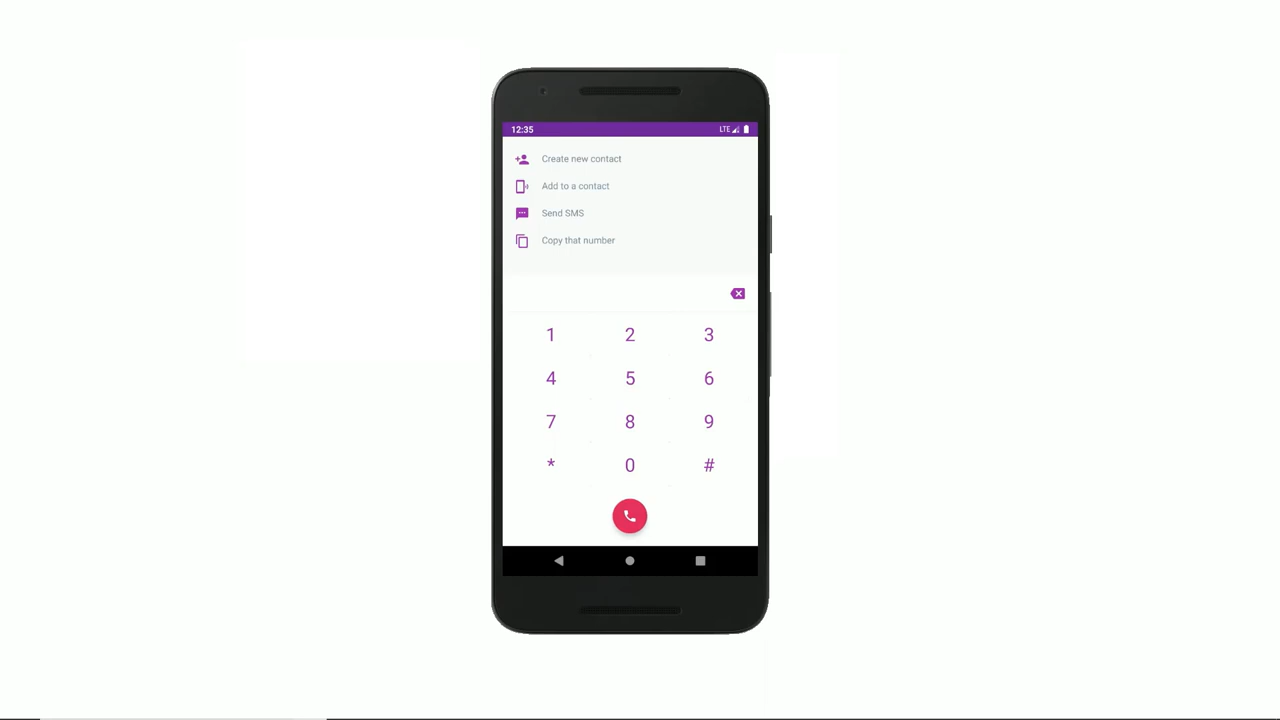 12:35 LTE
Create new contact
Add to a contact
Send SMS
Copy that number
1 2 3
4 5 6
7 8 9
* 0 #